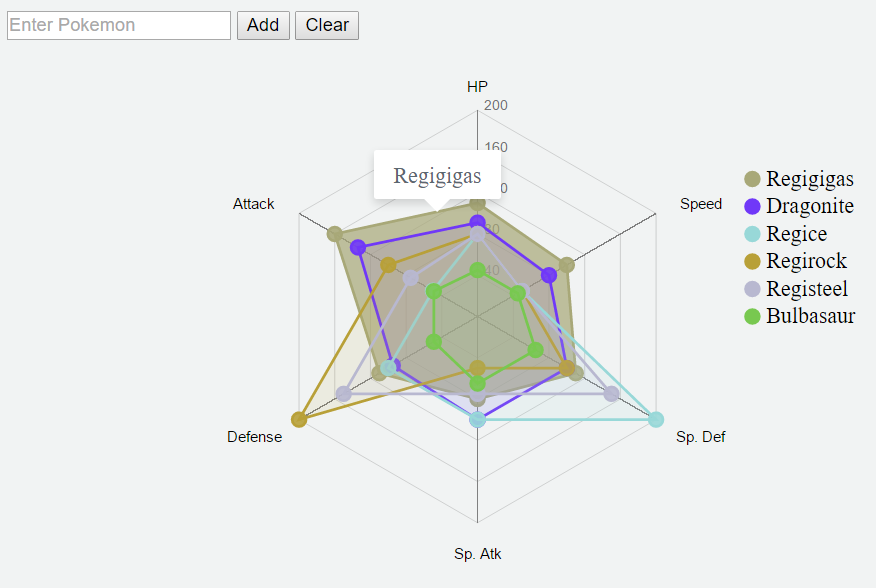 Enter Pokemon Add Clear
HP
200
160
Regigigas
Attack
Speed
40
Defense
Sp. Def
Sp. Atk
Regigigas
Dragonite
Regice
Regirock
Registeel
Bulbasaur